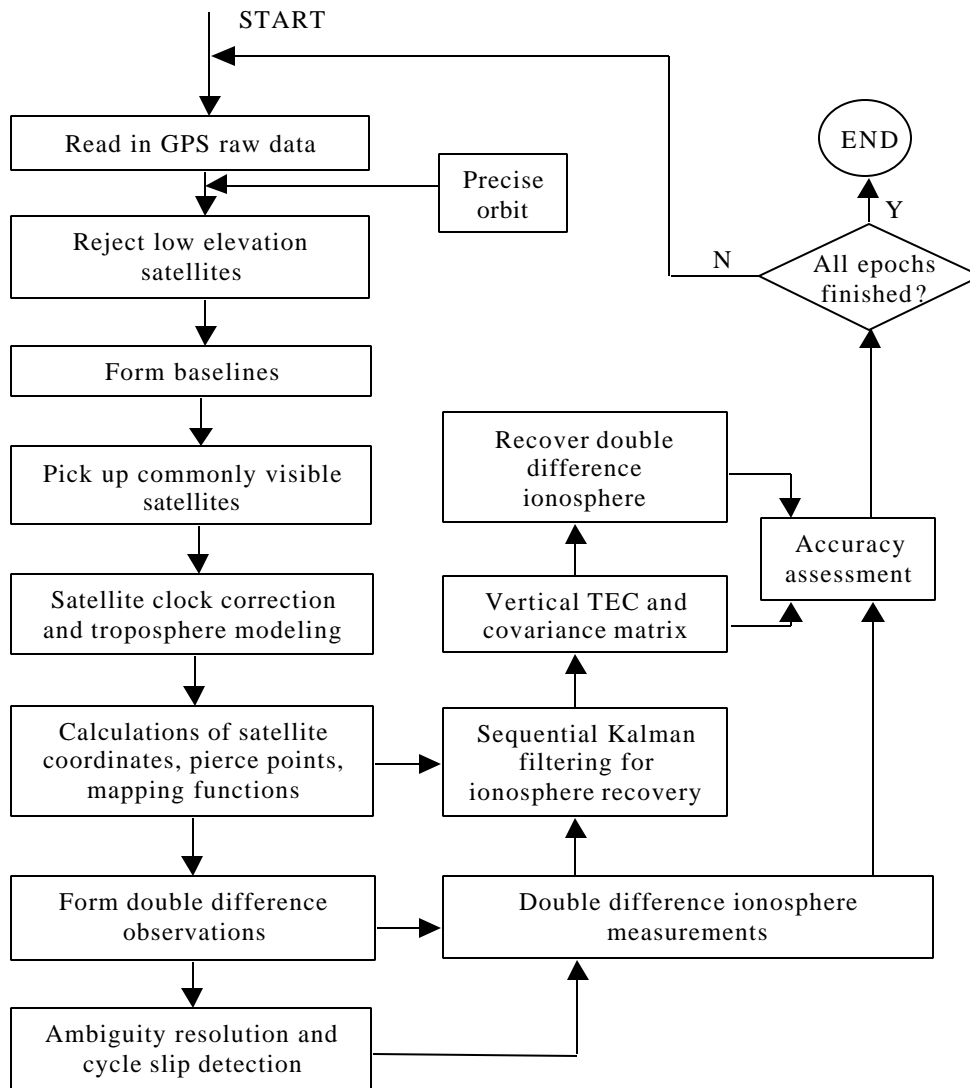 START
Read in GPS raw data
Precise
orbit
Reject low elevation
satellites
Form baselines
Pick up commonly visible
satellites
Satellite clock correction
and troposphere modeling
Calculations of satellite
coordinates, pierce points,
mapping functions
Form double difference
observations
Ambiguity resolution and
cycle slip detection
Double difference ionosphere
measurements
Sequential Kalman
filtering for
ionosphere recovery
Vertical TEC and
covariance matrix
Recover double
difference
ionosphere
Accuracy
assessment
All epochs
finished?
N
Y
END